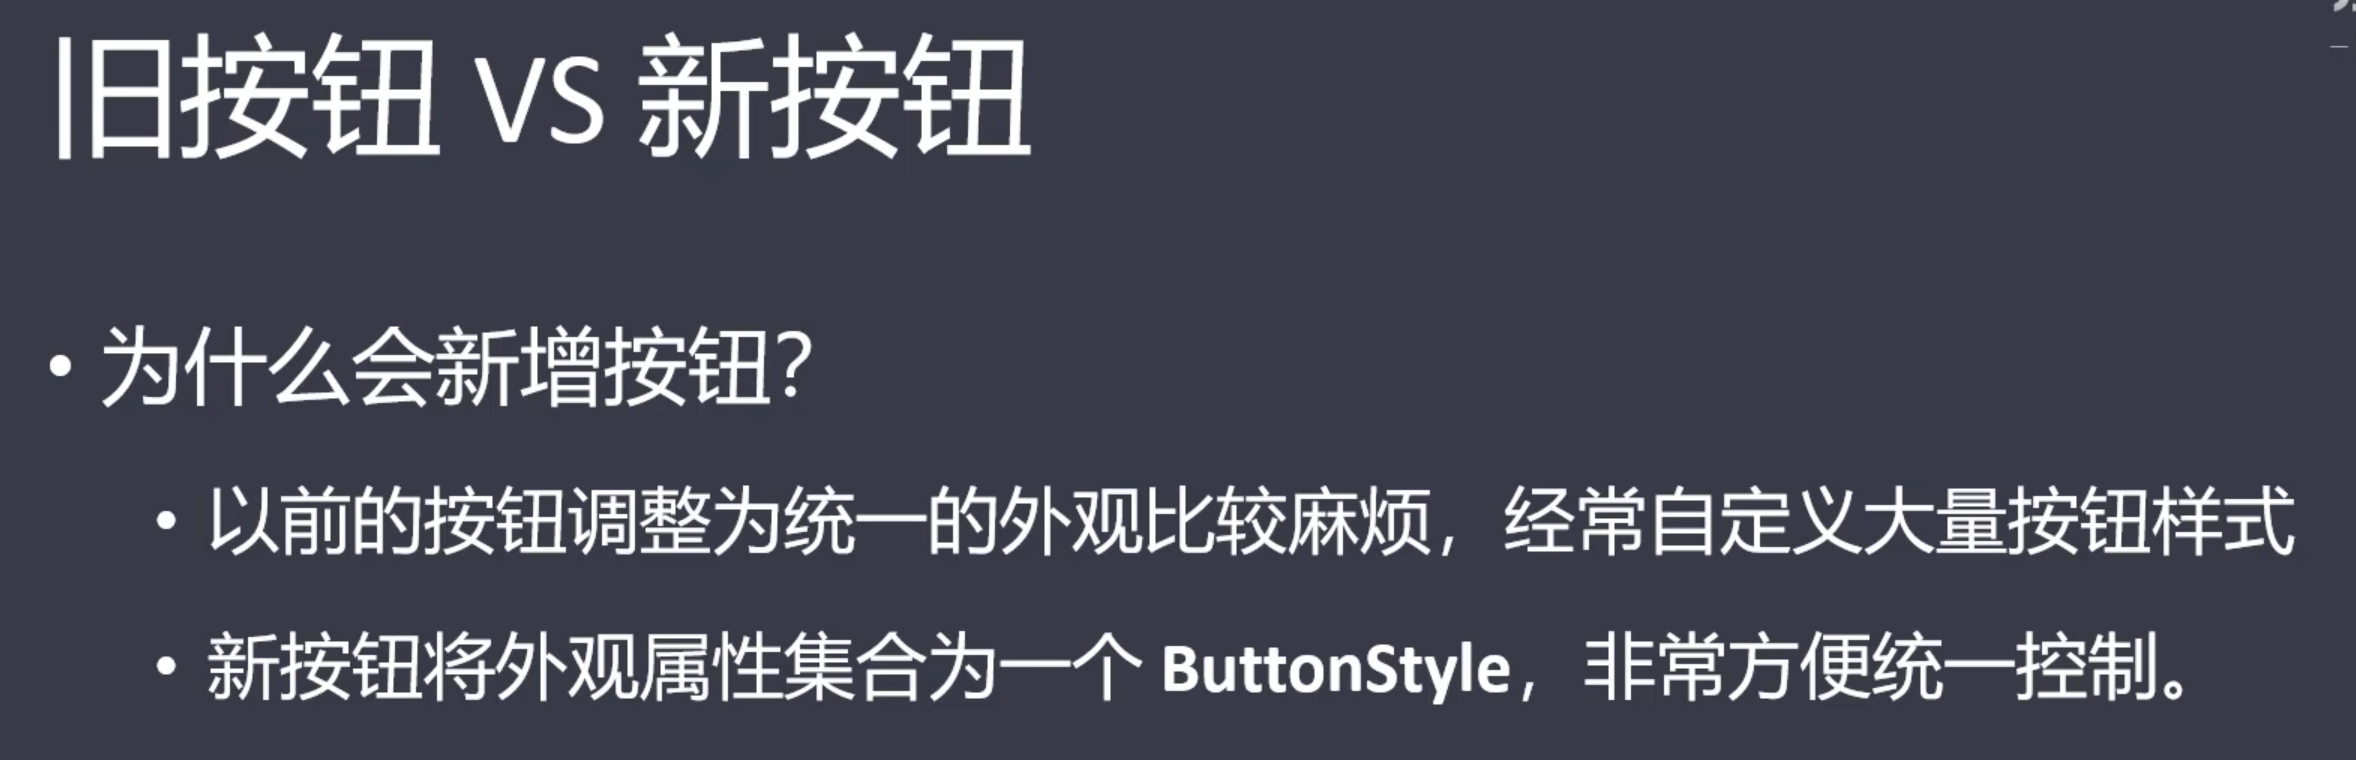 旧按钮 VS 新按钮
• 为什么会新增按钮？
• 以前的按钮调整为统一的外观比较麻烦，经常自定义大量按钮样式
• 新按钮将外观属性集合为一个 ButtonStyle，非常方便统一控制。